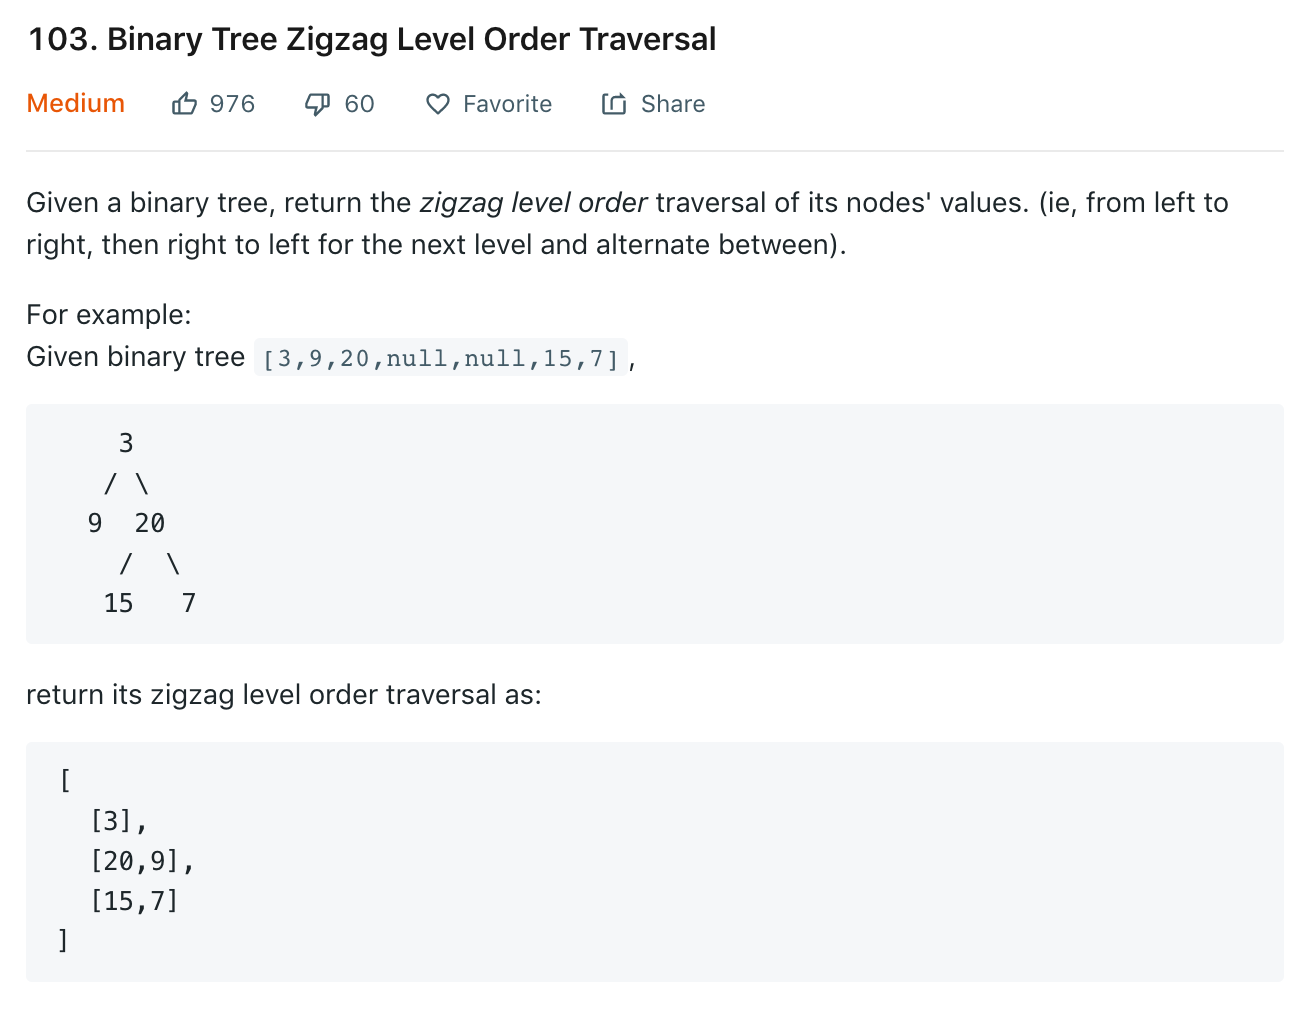 103. Binary Tree Zigzag Level Order Traversal
Medium 976 60 Favorite Share
Given a binary tree, return the zigzag level order traversal of its nodes' values. (ie, from left to
right, then right to left for the next level and alternate between).
For example:
Given binary tree [3,9,20,null,null,15,7],
3
/ \
9 20
/ \
15 7
return its zigzag level order traversal as:
[
[3],
[20,9],
[15,7]
]